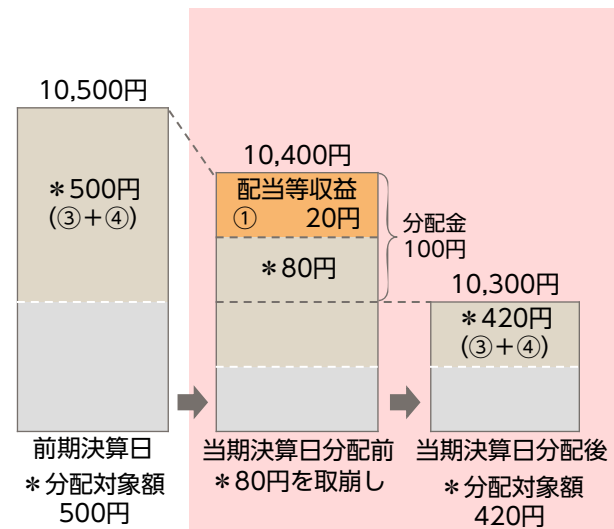 10,500円
＊500円
(③＋④)
前期決算日
＊分配対象額
500円
10,400円
配当等収益
① 20円
＊80円
分配金
100円
当期決算日分配前
＊80円を取崩し
10,300円
＊420円
(③＋④)
当期決算日分配後
＊分配対象額
420円